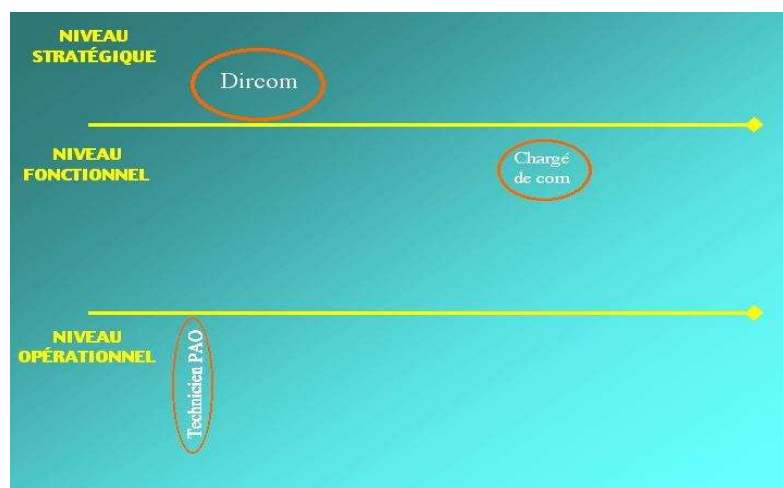 NIVEAU
STRATÉGIQUE
Dircom
NIVEAU
FONCTIONNEL
Chargé
de com
NIVEAU
OPÉRATIONNEL
Technicien PAO